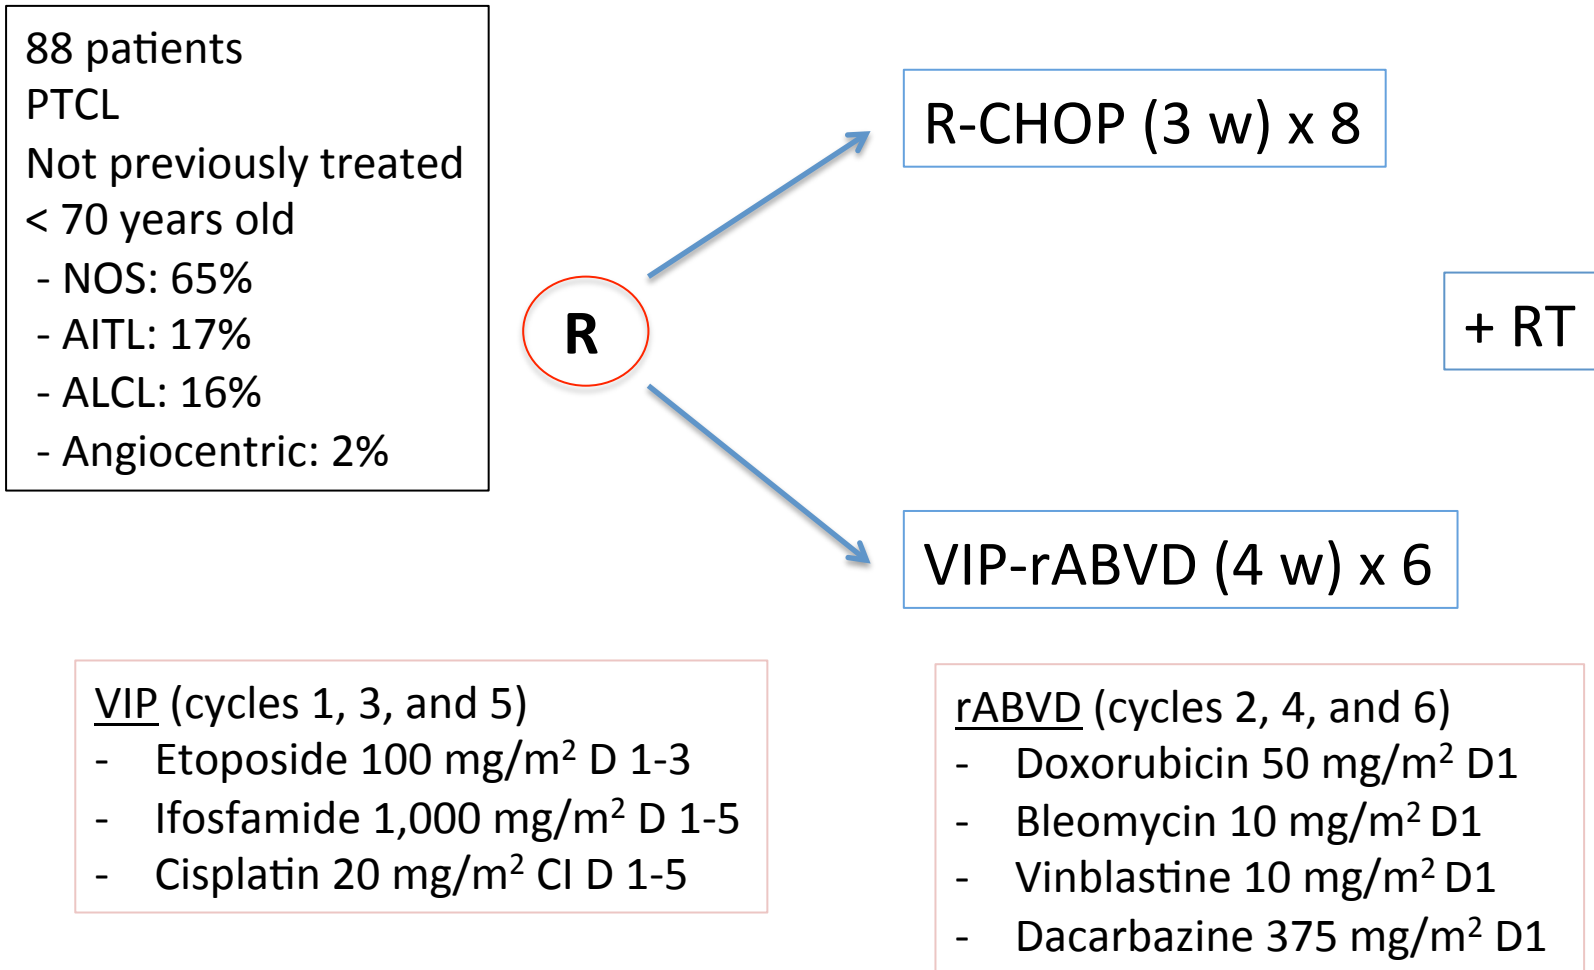 88 patients
PTCL
Not previously treated
< 70 years old
- NOS: 65%
- AITL: 17%
- ALCL: 16%
- Angiocentric: 2%
R
R-CHOP (3 w) x 8
+ RT
VIP-rABVD (4 w) x 6
VIP (cycles 1, 3, and 5)
- Etoposide 100 mg/m² D 1-3
- Ifosfamide 1,000 mg/m² D 1-5
- Cisplatin 20 mg/m² CI D 1-5
rABVD (cycles 2, 4, and 6)
- Doxorubicin 50 mg/m² D1
- Bleomycin 10 mg/m² D1
- Vinblastine 10 mg/m² D1
- Dacarbazine 375 mg/m² D1